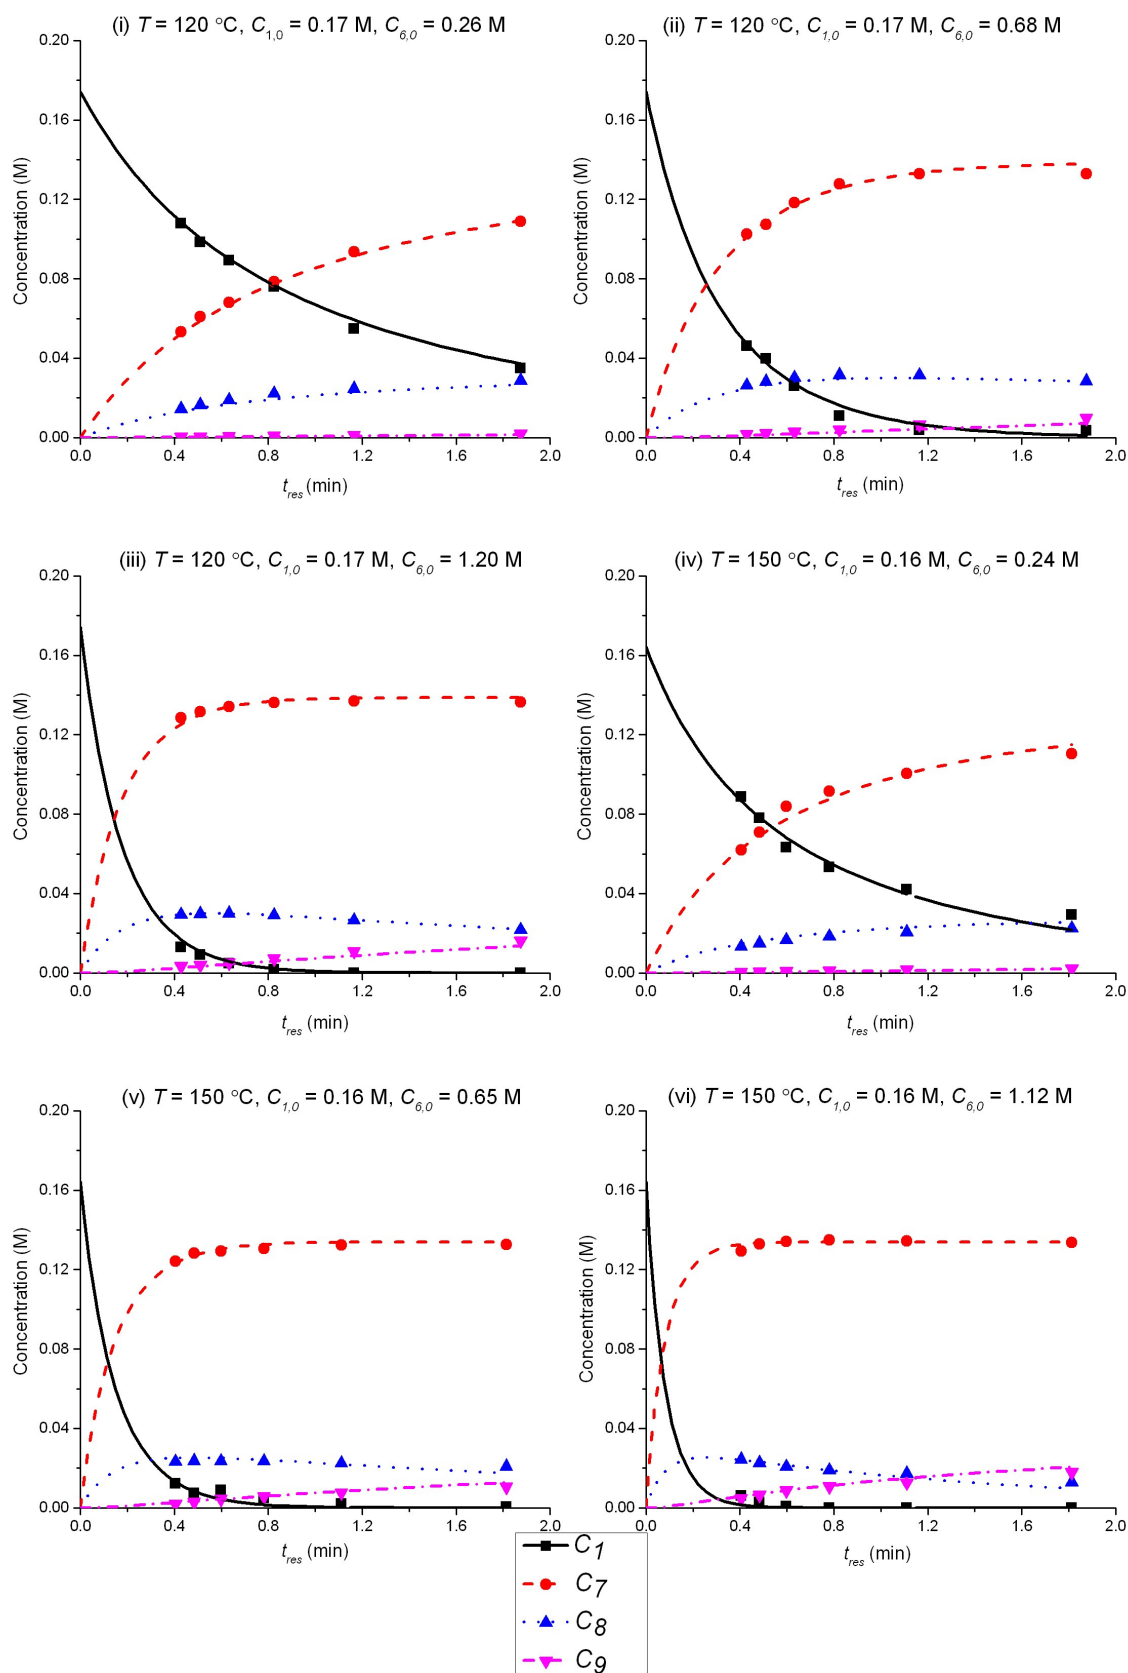 (i) T = 120 °C, C1,0 = 0.17 M, C6,0 = 0.26 M
0.20
0.16
0.12
0.08
0.04
0.00
Concentration (M)
0.0 0.4 0.8 1.2 1.6 2.0
tres (min)
(ii) T = 120 °C, C1,0 = 0.17 M, C6,0 = 0.68 M
0.20
0.16
0.12
0.08
0.04
0.00
Concentration (M)
0.0 0.4 0.8 1.2 1.6 2.0
tres (min)
(iii) T = 120 °C, C1,0 = 0.17 M, C6,0 = 1.20 M
0.20
0.16
0.12
0.08
0.04
0.00
Concentration (M)
0.0 0.4 0.8 1.2 1.6 2.0
tres (min)
(iv) T = 150 °C, C1,0 = 0.16 M, C6,0 = 0.24 M
0.20
0.16
0.12
0.08
0.04
0.00
Concentration (M)
0.0 0.4 0.8 1.2 1.6 2.0
tres (min)
(v) T = 150 °C, C1,0 = 0.16 M, C6,0 = 0.65 M
0.20
0.16
0.12
0.08
0.04
0.00
Concentration (M)
0.0 0.4 0.8 1.2 1.6 2.0
tres (min)
(vi) T = 150 °C, C1,0 = 0.16 M, C6,0 = 1.12 M
0.20
0.16
0.12
0.08
0.04
0.00
Concentration (M)
0.0 0.4 0.8 1.2 1.6 2.0
tres (min)
C1
C7
C8
C9